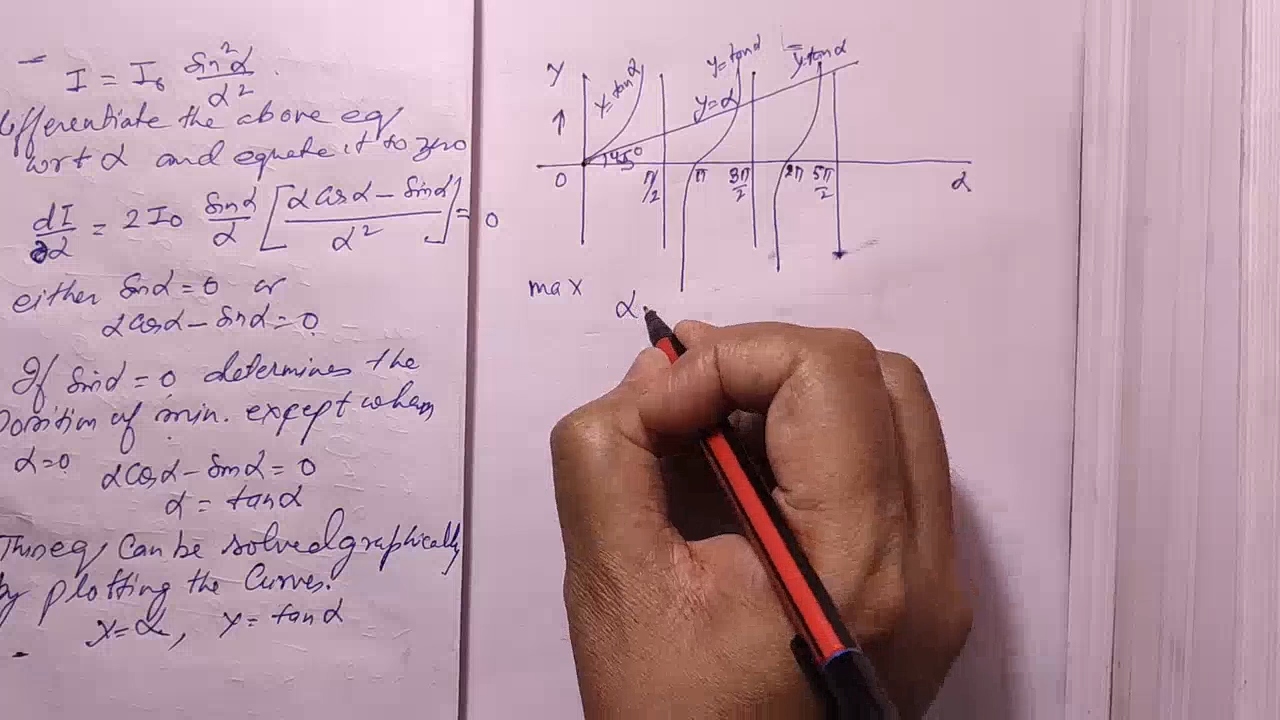 I = I₀ sin²α / α²
differentiate the above eq
wrt α and equate it to zero
dI/dα = 2 I₀ sinα/α [ (α cosα − sinα) / α² ] = 0
either sinα = 0 or
α cosα − sinα = 0
If sinα = 0 determines the
position of min. except when
α = 0
α cosα − sinα = 0
α = tanα
This eq can be solved graphically
by plotting the curves.
y = α, y = tanα
y
↑
y = tanα
y = tanα
y = tanα
y = α
45°
0
π/2
π
3π/2
2π
5π/2
α
max
α